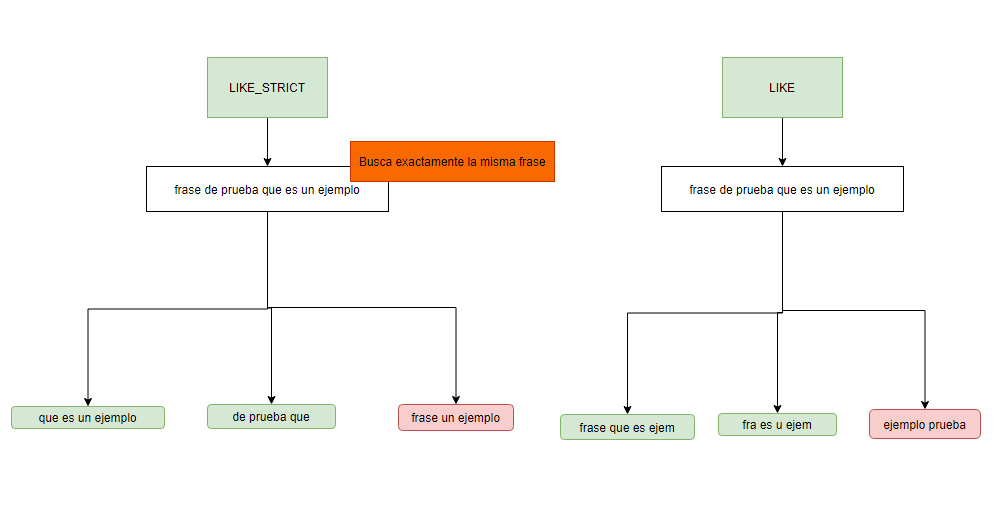 LIKE_STRICT
LIKE
Busca exactamente la misma frase
frase de prueba que es un ejemplo
frase de prueba que es un ejemplo
que es un ejemplo
de prueba que
frase un ejemplo
frase que es ejem
fra es u ejem
ejemplo prueba